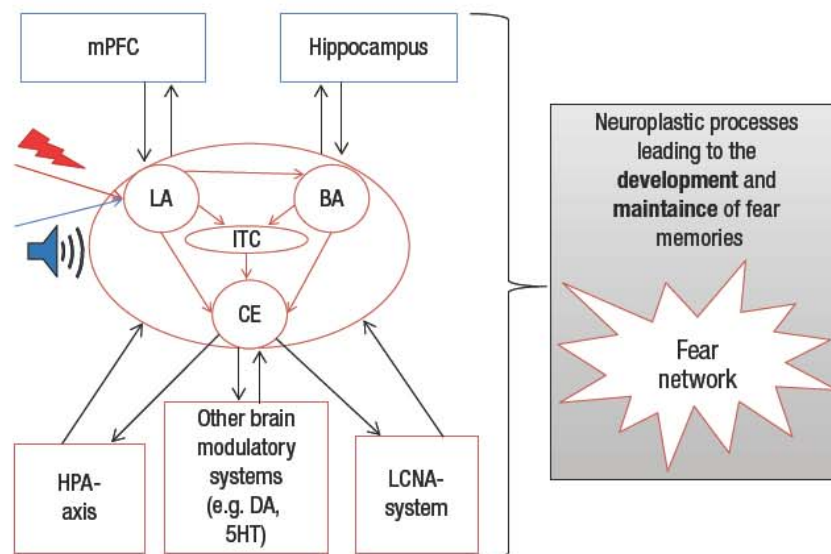 mPFC
Hippocampus
LA
BA
ITC
CE
HPA-
axis
Other brain
modulatory
systems
(e.g. DA,
5HT)
LCNA-
system
Neuroplastic processes
leading to the
development and
maintaince of fear
memories
Fear
network